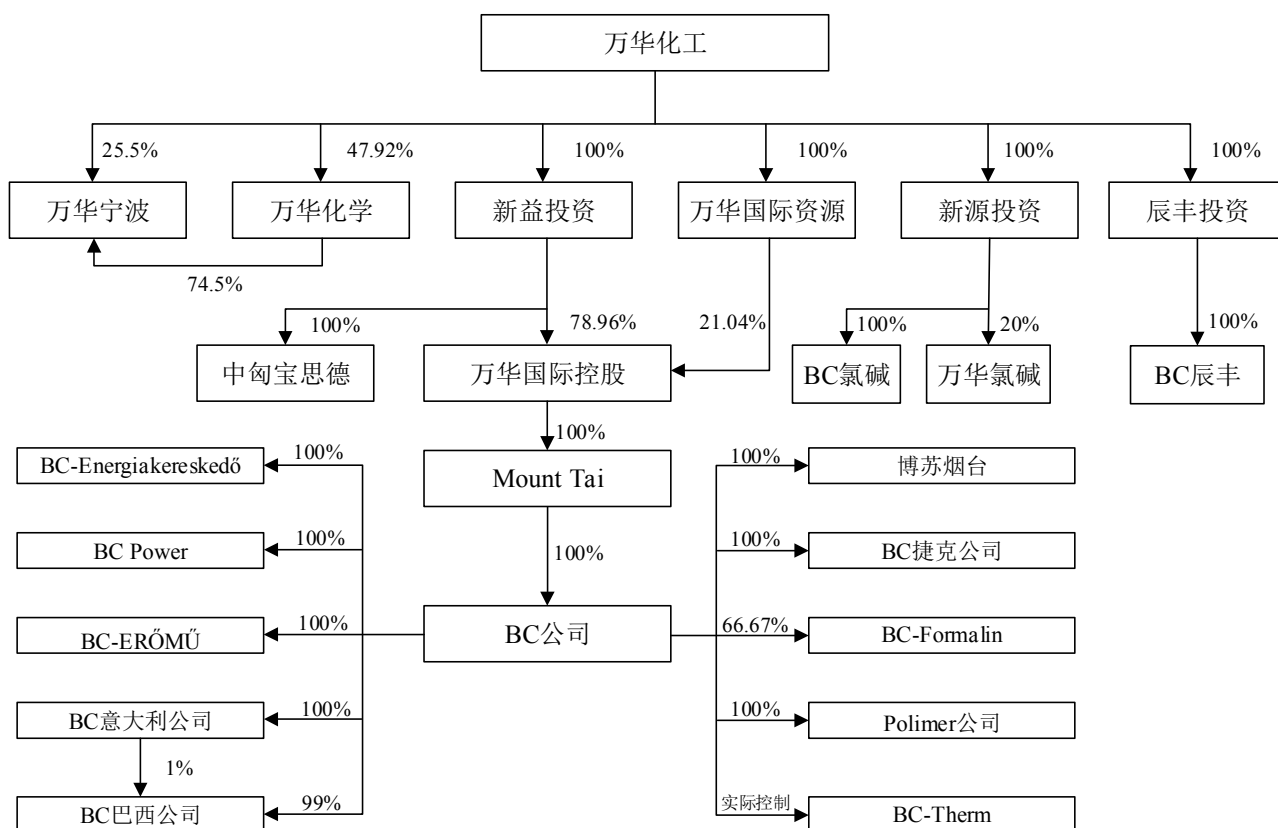 万华化工
25.5%
47.92%
100%
100%
100%
100%
万华宁波
万华化学
新益投资
万华国际资源
新源投资
辰丰投资
74.5%
100%
78.96%
21.04%
100%
20%
100%
中匈宝思德
万华国际控股
BC氯碱
万华氯碱
BC辰丰
100%
BC-Energiakereskedő
100%
Mount Tai
100%
博苏烟台
BC Power
100%
100%
100%
BC捷克公司
BC-ERŐMŰ
100%
BC公司
66.67%
BC-Formalin
BC意大利公司
100%
100%
Polimer公司
1%
BC巴西公司
99%
实际控制
BC-Therm